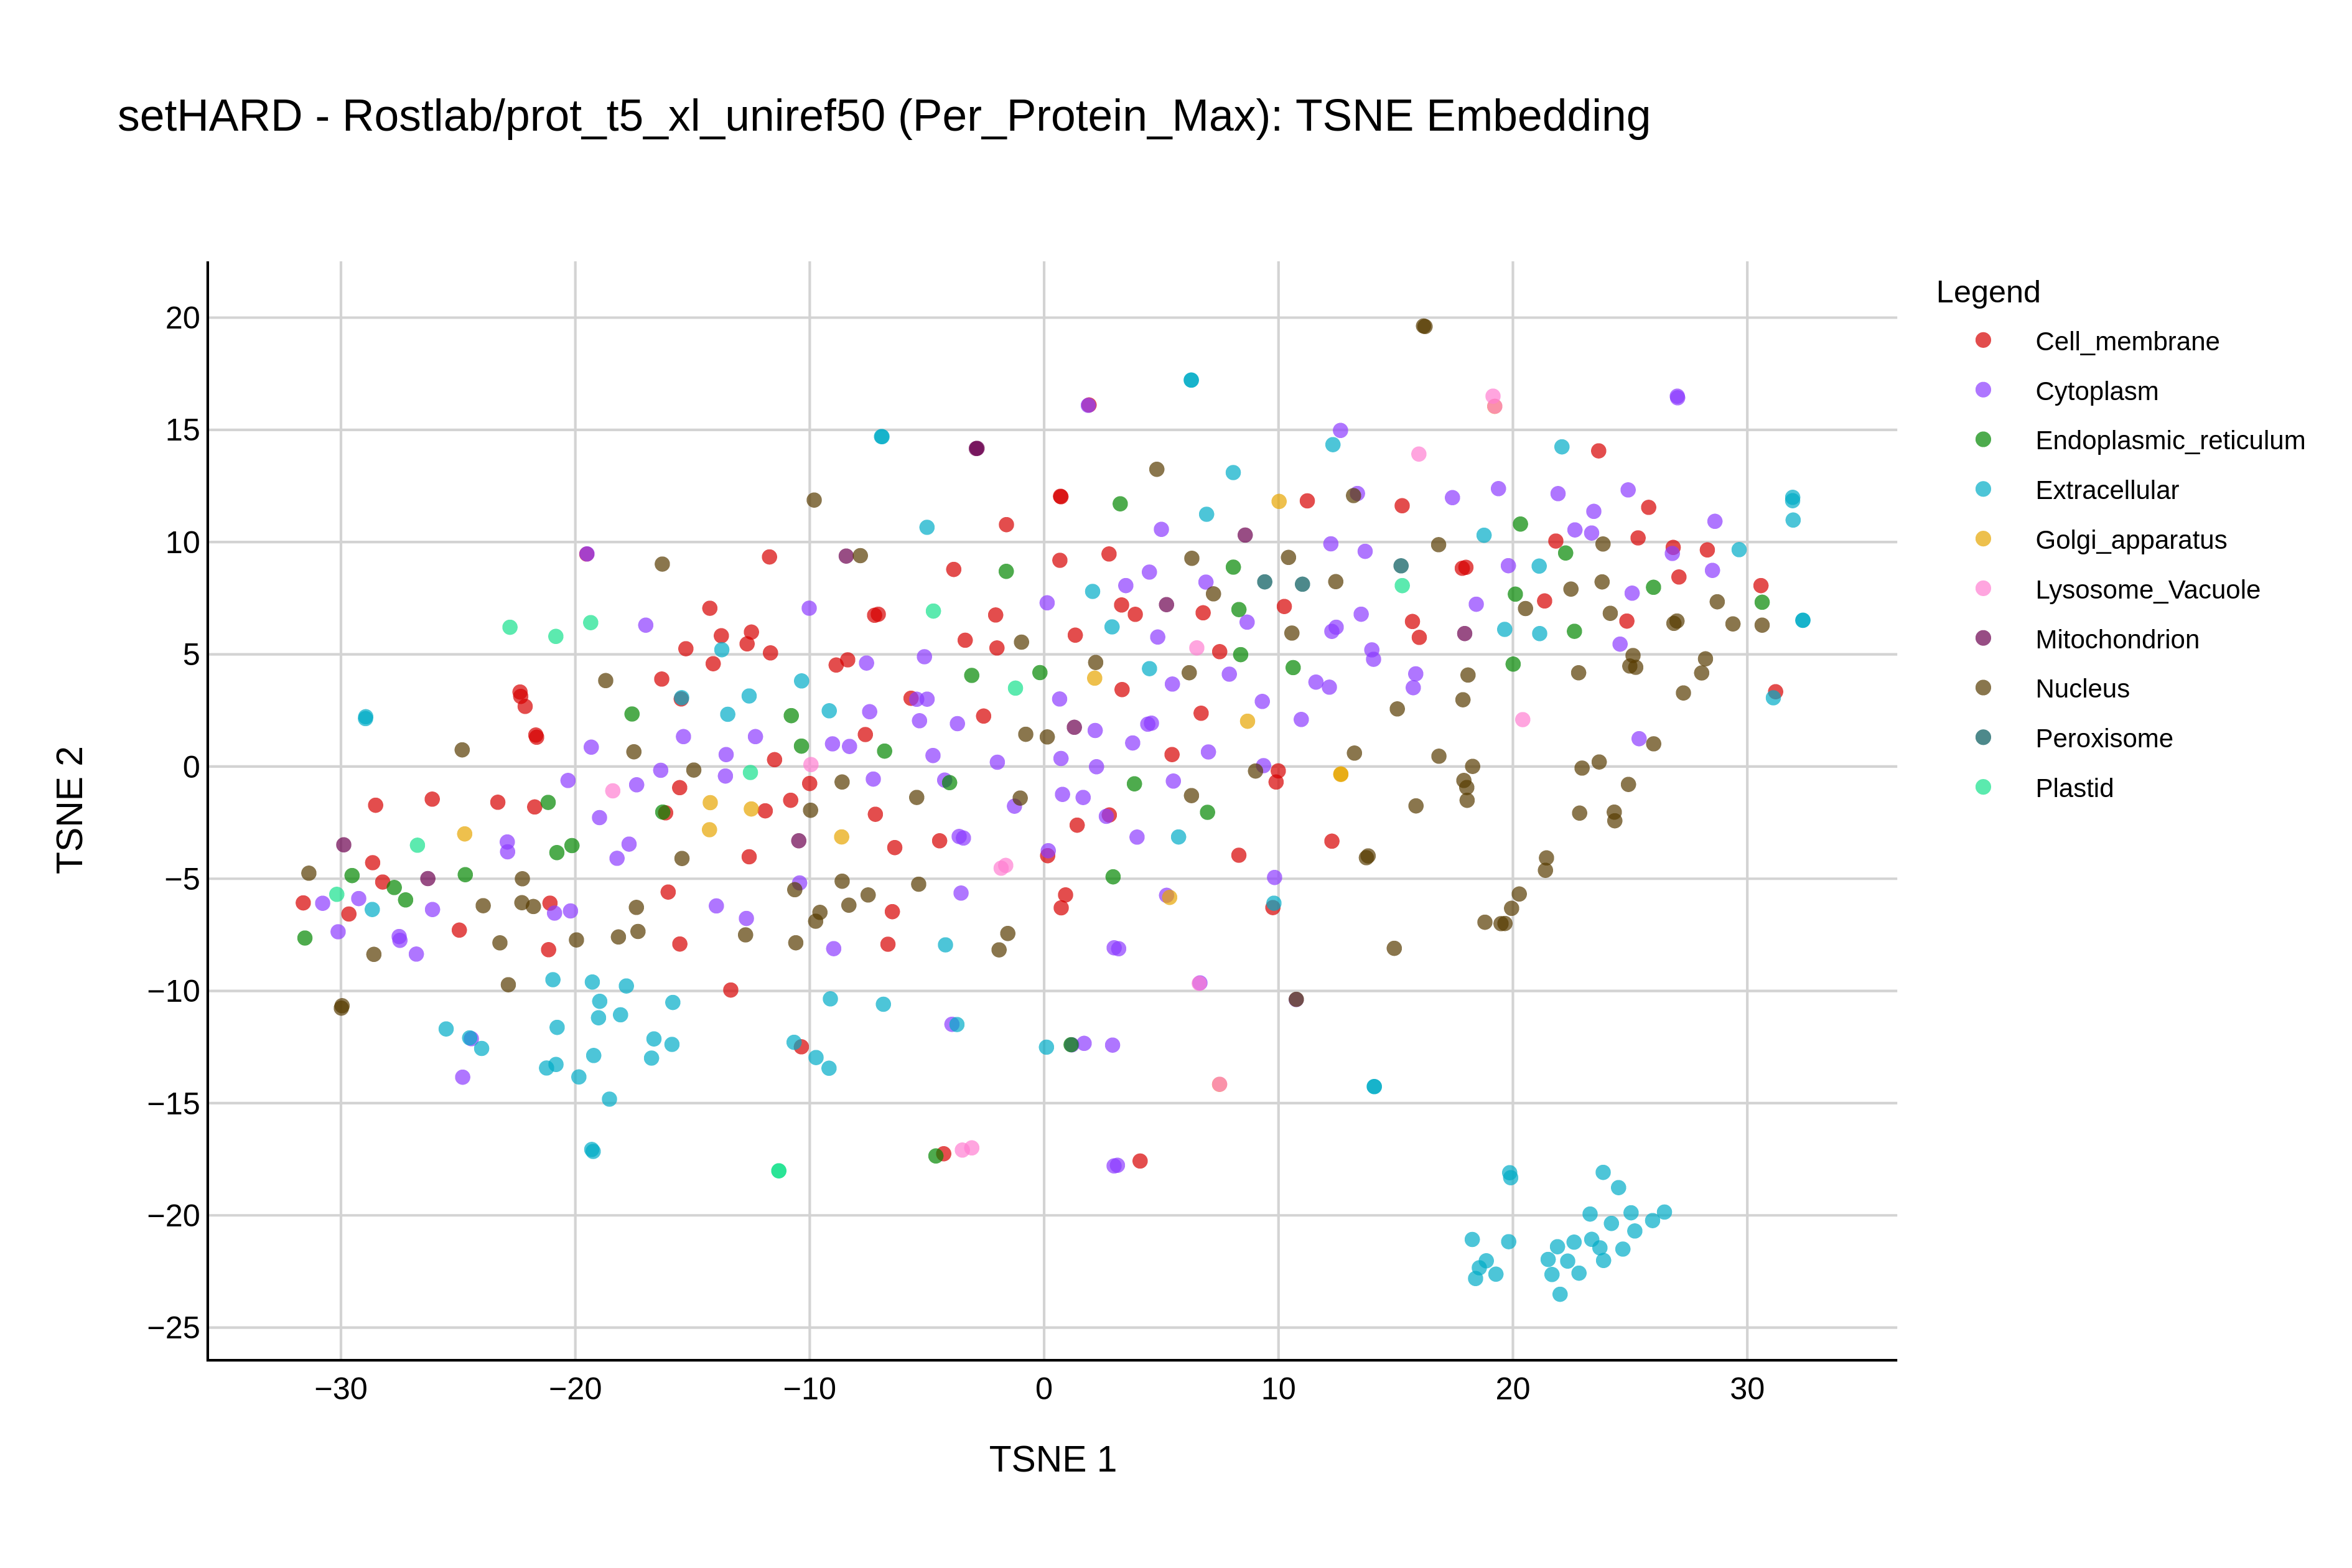 setHARD - Rostlab/prot_t5_xl_uniref50 (Per_Protein_Max): TSNE Embedding
Legend
Cell_membrane
Cytoplasm
Endoplasmic_reticulum
Extracellular
Golgi_apparatus
Lysosome_Vacuole
Mitochondrion
Nucleus
Peroxisome
Plastid
TSNE 2
20
15
10
5
0
−5
−10
−15
−20
−25
−30 −20 −10 0 10 20 30
TSNE 1